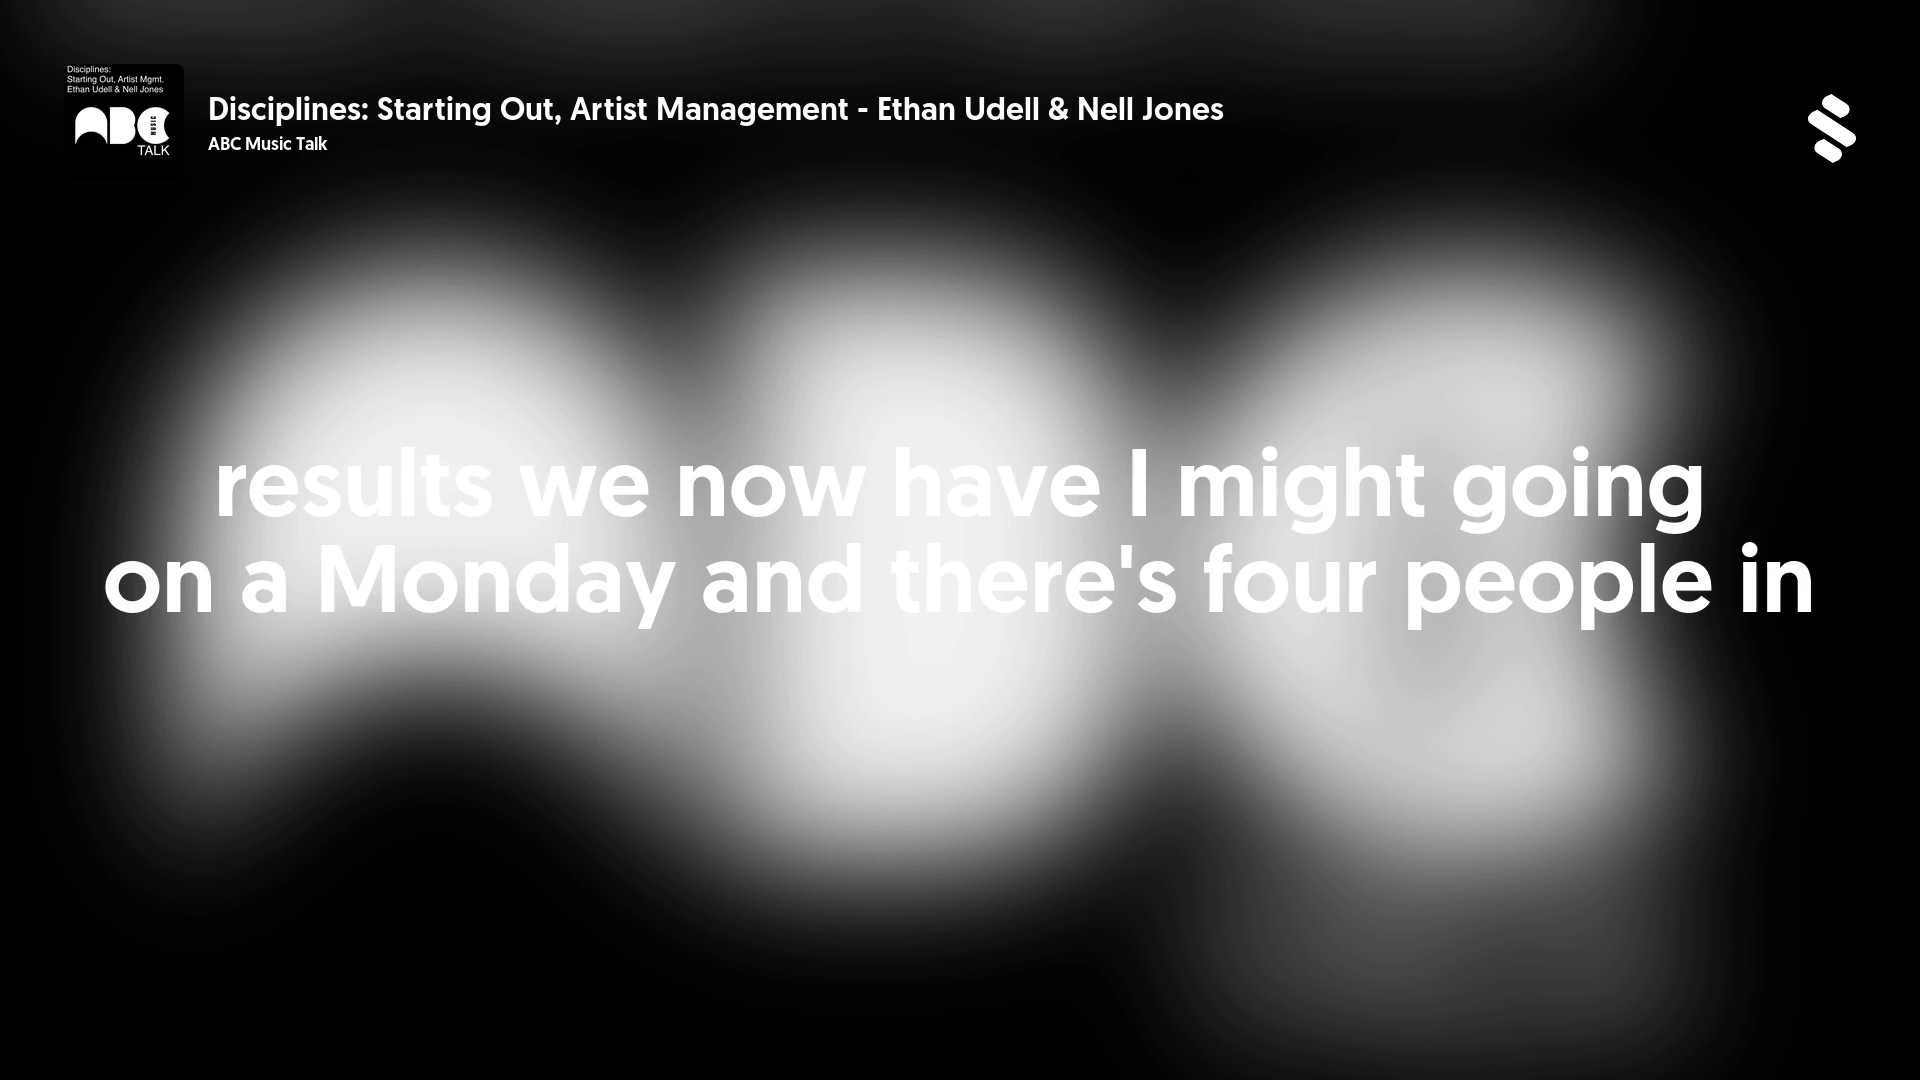 Disciplines:
Starting Out, Artist Mgmt.
Ethan Udell & Nell Jones
ABC MUSIC
TALK
Disciplines: Starting Out, Artist Management - Ethan Udell & Nell Jones
ABC Music Talk
results we now have I might going
on a Monday and there's four people in